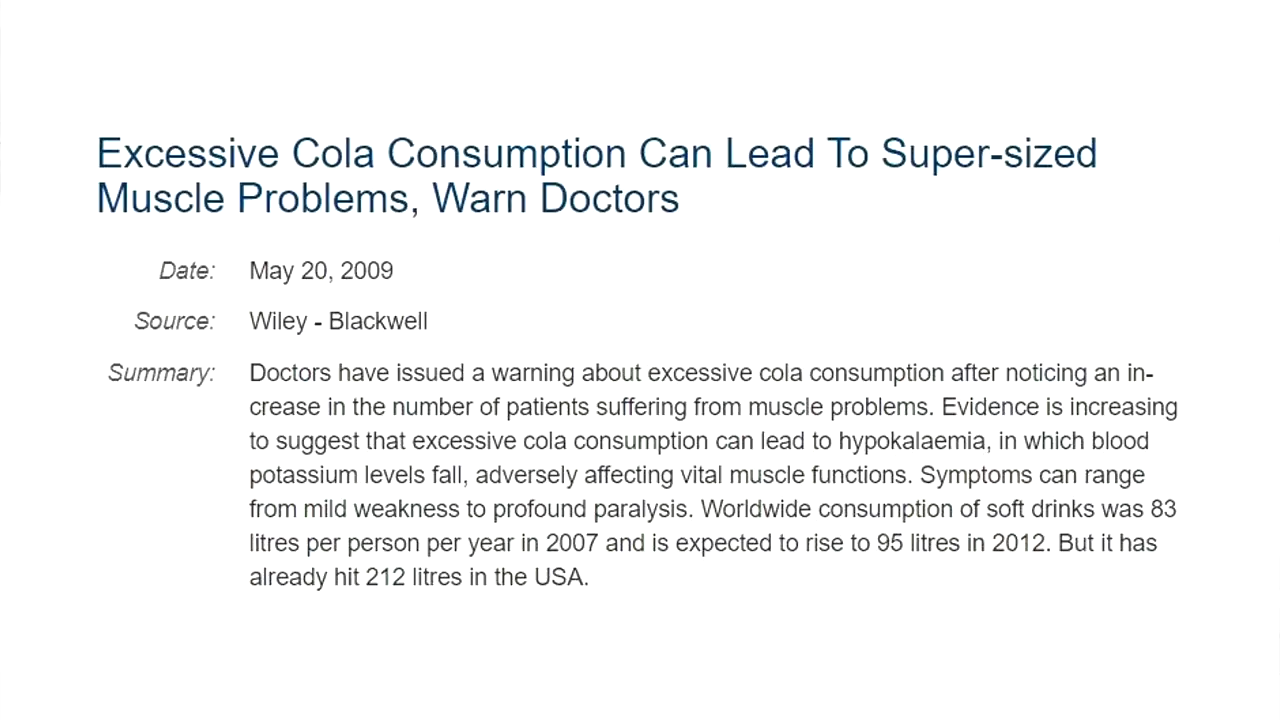 Excessive Cola Consumption Can Lead To Super-sized
Muscle Problems, Warn Doctors
Date: May 20, 2009
Source: Wiley - Blackwell
Summary: Doctors have issued a warning about excessive cola consumption after noticing an in-
crease in the number of patients suffering from muscle problems. Evidence is increasing
to suggest that excessive cola consumption can lead to hypokalaemia, in which blood
potassium levels fall, adversely affecting vital muscle functions. Symptoms can range
from mild weakness to profound paralysis. Worldwide consumption of soft drinks was 83
litres per person per year in 2007 and is expected to rise to 95 litres in 2012. But it has
already hit 212 litres in the USA.